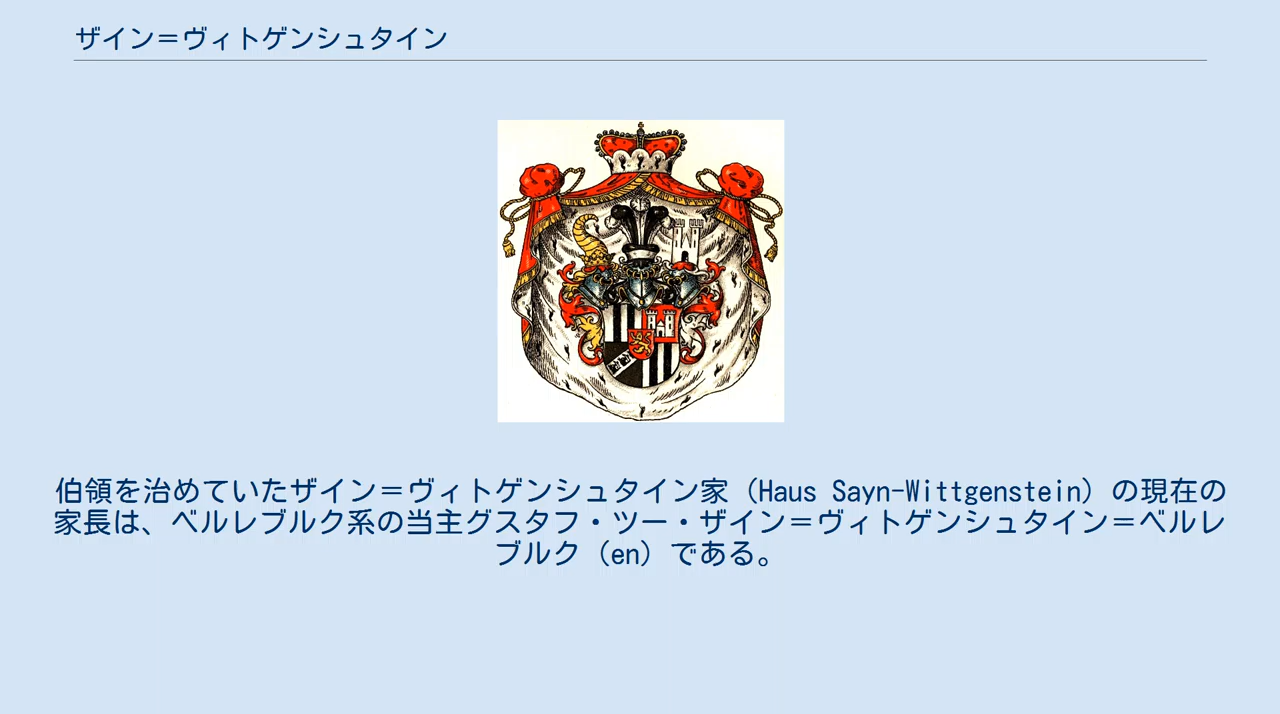 ザイン＝ヴィトゲンシュタイン
伯領を治めていたザイン＝ヴィトゲンシュタイン家（Haus Sayn-Wittgenstein）の現在の
家長は、ベルレブルク系の当主グスタフ・ツー・ザイン＝ヴィトゲンシュタイン＝ベルレ
ブルク（en）である。